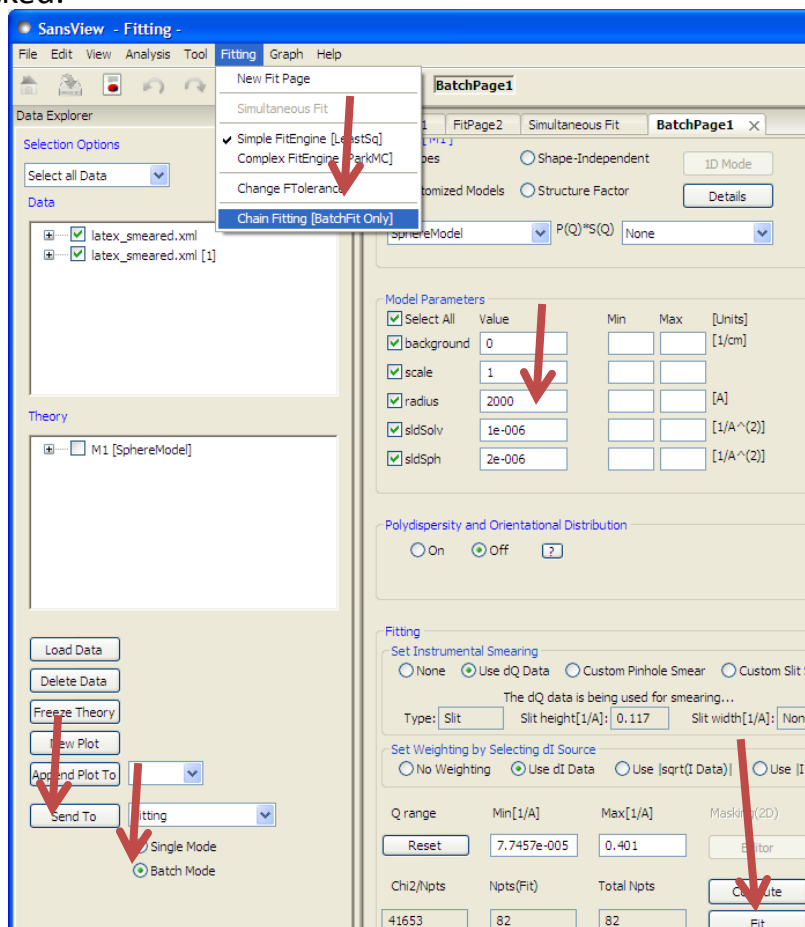 SansView - Fitting -
File Edit View Analysis Tool Fitting Graph Help
New Fit Page
Simultaneous Fit
Simple FitEngine [LeastSq]
Complex FitEngine [ParkMC]
Change FTolerance
Chain Fitting [BatchFit Only]
BatchPage1
Data Explorer
Selection Options
Select all Data
Data
latex_smeared.xml
latex_smeared.xml [1]
Theory
M1 [SphereModel]
Load Data
Delete Data
Freeze Theory
New Plot
Append Plot To
Send To Fitting
Single Mode
Batch Mode
1 FitPage2 Simultaneous Fit BatchPage1
Shape-Independent 1D Mode
Models Structure Factor Details
SphereModel P(Q)*S(Q) None
Model Parameters
Select All Value Min Max [Units]
background 0 [1/cm]
scale 1
radius 2000 [A]
sldSolv 1e-006 [1/A^(2)]
sldSph 2e-006 [1/A^(2)]
Polydispersity and Orientational Distribution
On Off ?
Fitting
Set Instrumental Smearing
None Use dQ Data Custom Pinhole Smear Custom Slit
The dQ data is being used for smearing...
Type: Slit Slit height[1/A]: 0.117 Slit width[1/A]: Non
Set Weighting by Selecting dI Source
No Weighting Use dI Data Use |sqrt(I Data)| Use |I
Q range Min[1/A] Max[1/A] Masking(2D)
Reset 7.7457e-005 0.401 Editor
Chi2/Npts Npts(Fit) Total Npts Compute
41653 82 82 Fit